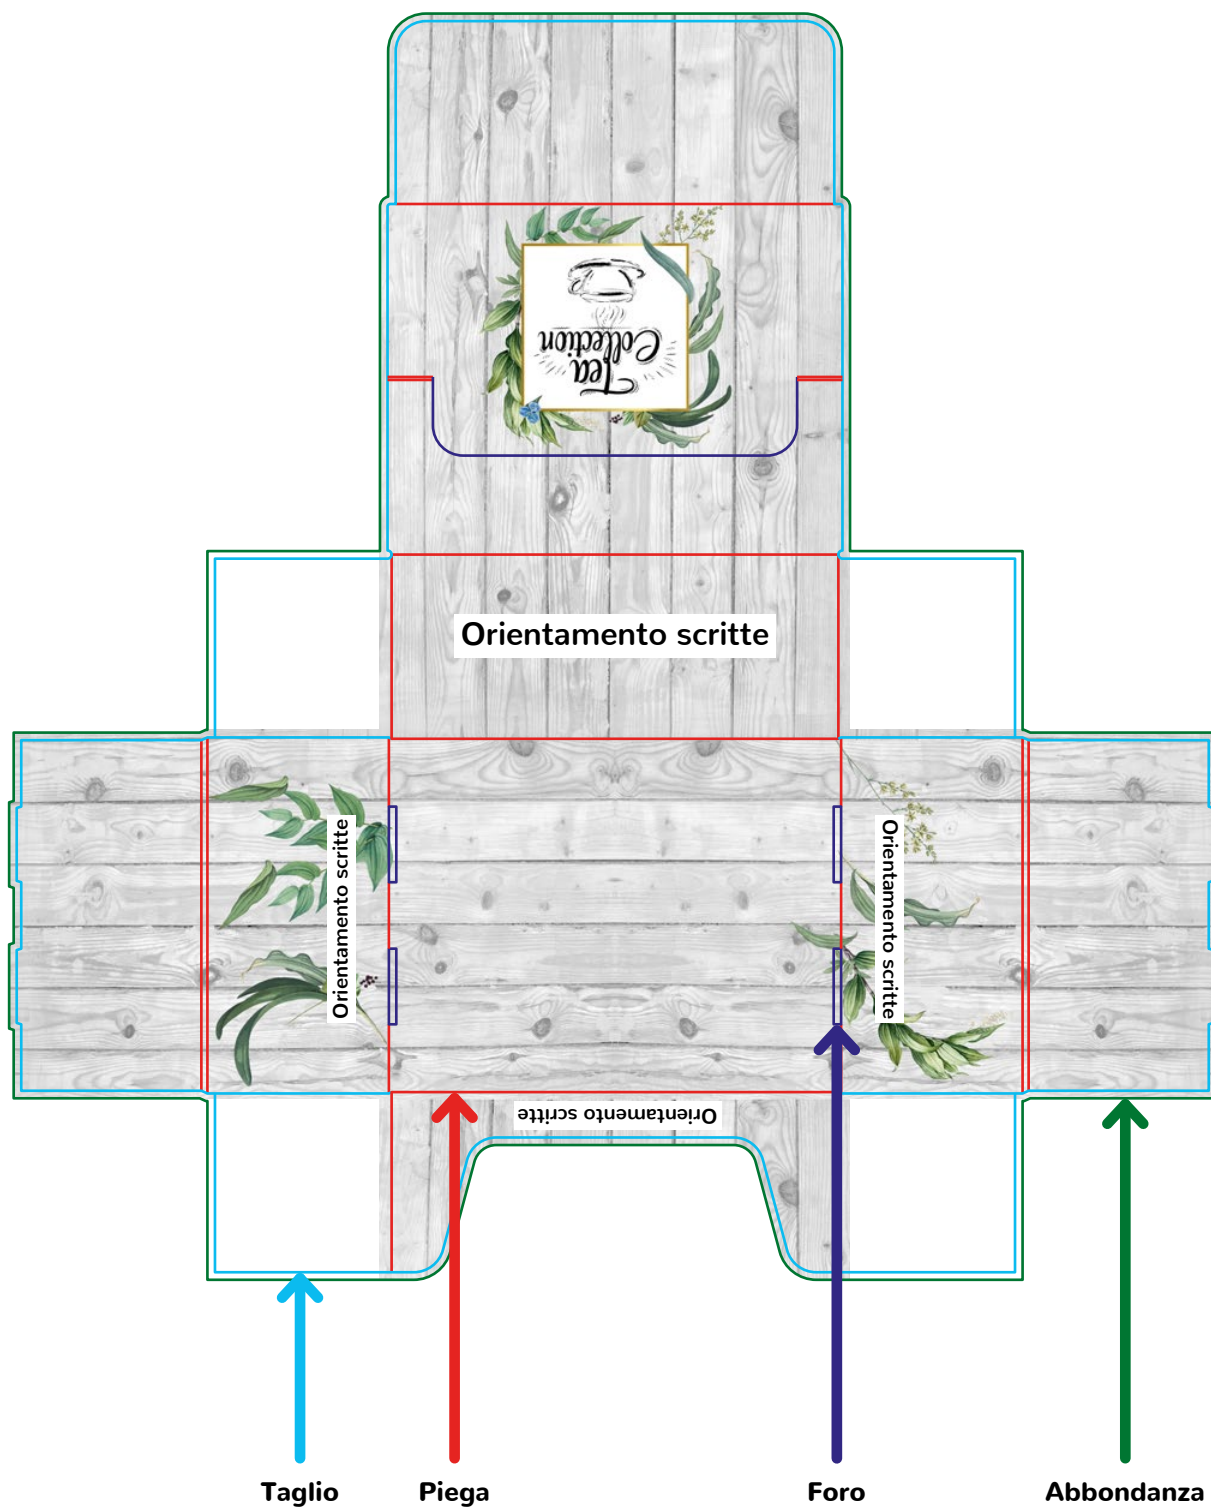 Tea
Collection
Orientamento scritte
Orientamento scritte
Orientamento scritte
Orientamento scritte
Taglio
Piega
Foro
Abbondanza